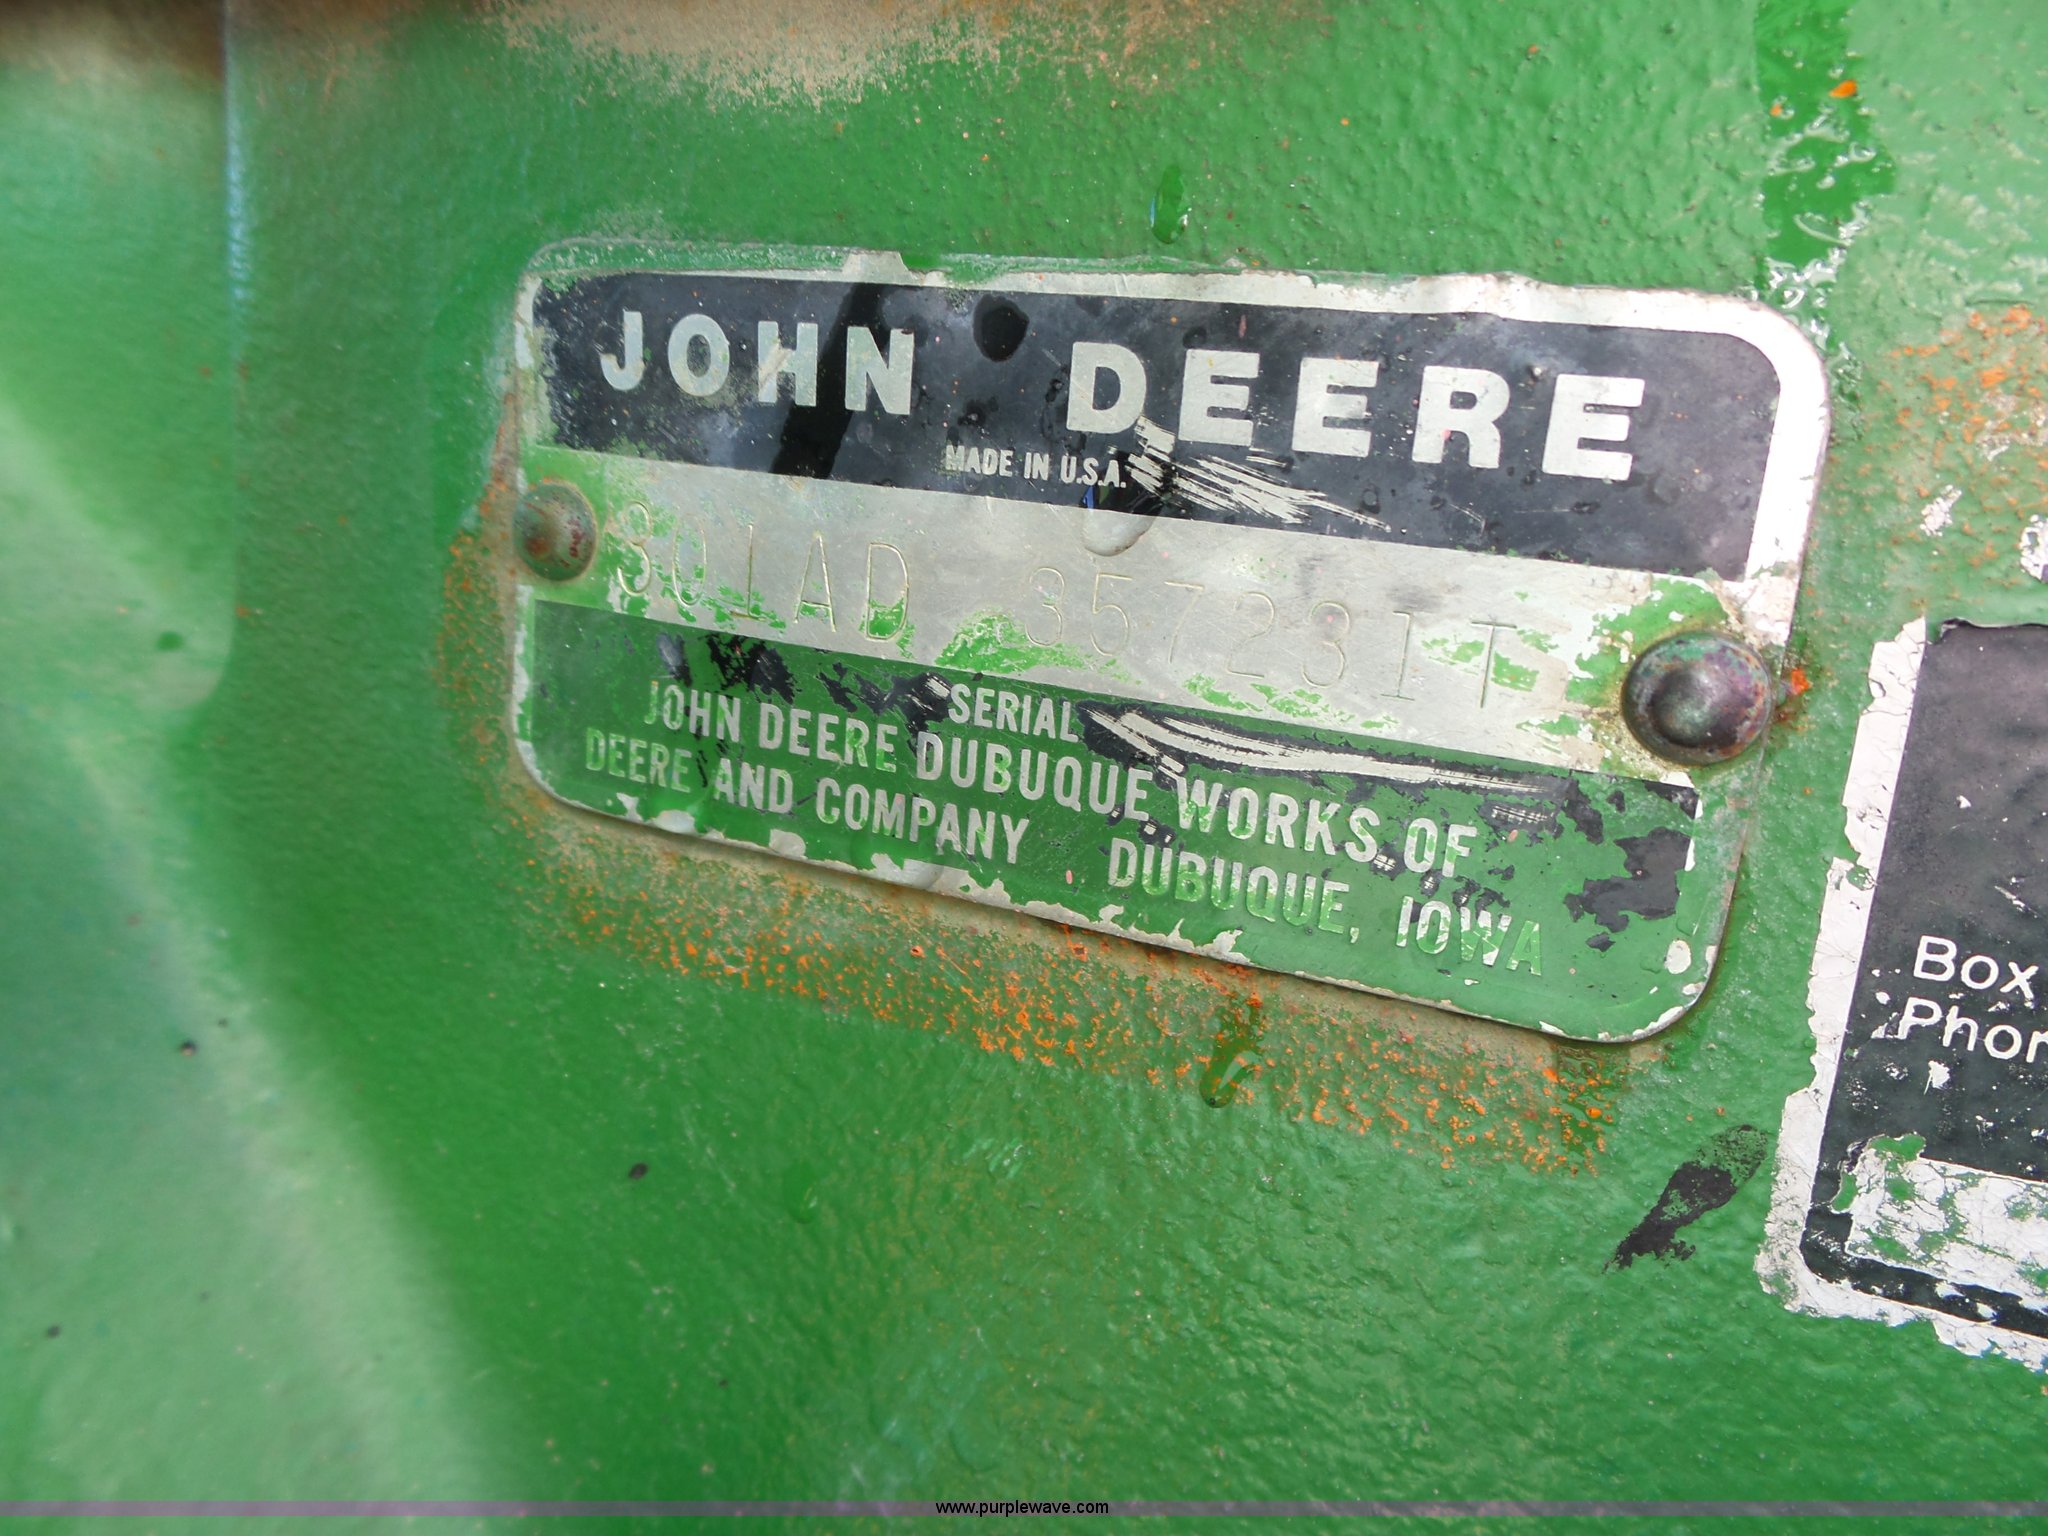 JOHN DEERE
MADE IN U.S.A.
301AD 357231T
SERIAL
JOHN DEERE DUBUQUE WORKS OF
DEERE AND COMPANY DUBUQUE, IOWA
Box
Phon
www.purplewave.com